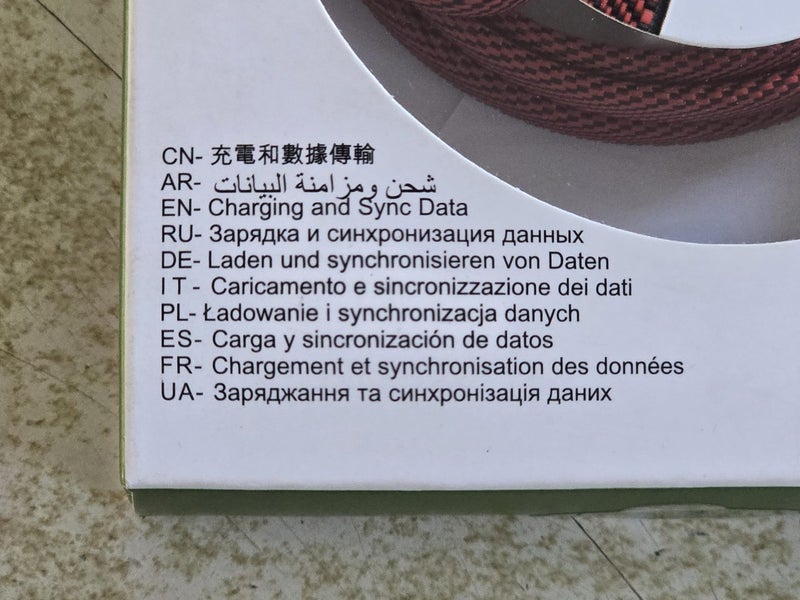 CN- 充電和數據傳輸
AR- شحن ومزامنة البيانات
EN- Charging and Sync Data
RU- Зарядка и синхронизация данных
DE- Laden und synchronisieren von Daten
IT- Caricamento e sincronizzazione dei dati
PL- Ładowanie i synchronizacja danych
ES- Carga y sincronización de datos
FR- Chargement et synchronisation des données
UA- Заряджання та синхронізація даних